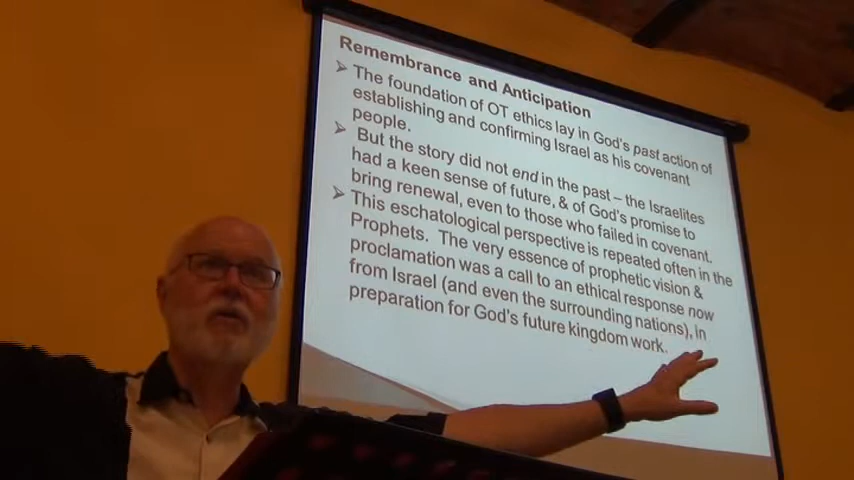 Remembrance and Anticipation
➢ The foundation of OT ethics lay in God's past action of
establishing and confirming Israel as his covenant
people.
➢ But the story did not end in the past – the Israelites
had a keen sense of future, & of God's promise to
bring renewal, even to those who failed in covenant.
➢ This eschatological perspective is repeated often in the
Prophets. The very essence of prophetic vision &
proclamation was a call to an ethical response now
from Israel (and even the surrounding nations), in
preparation for God's future kingdom work.